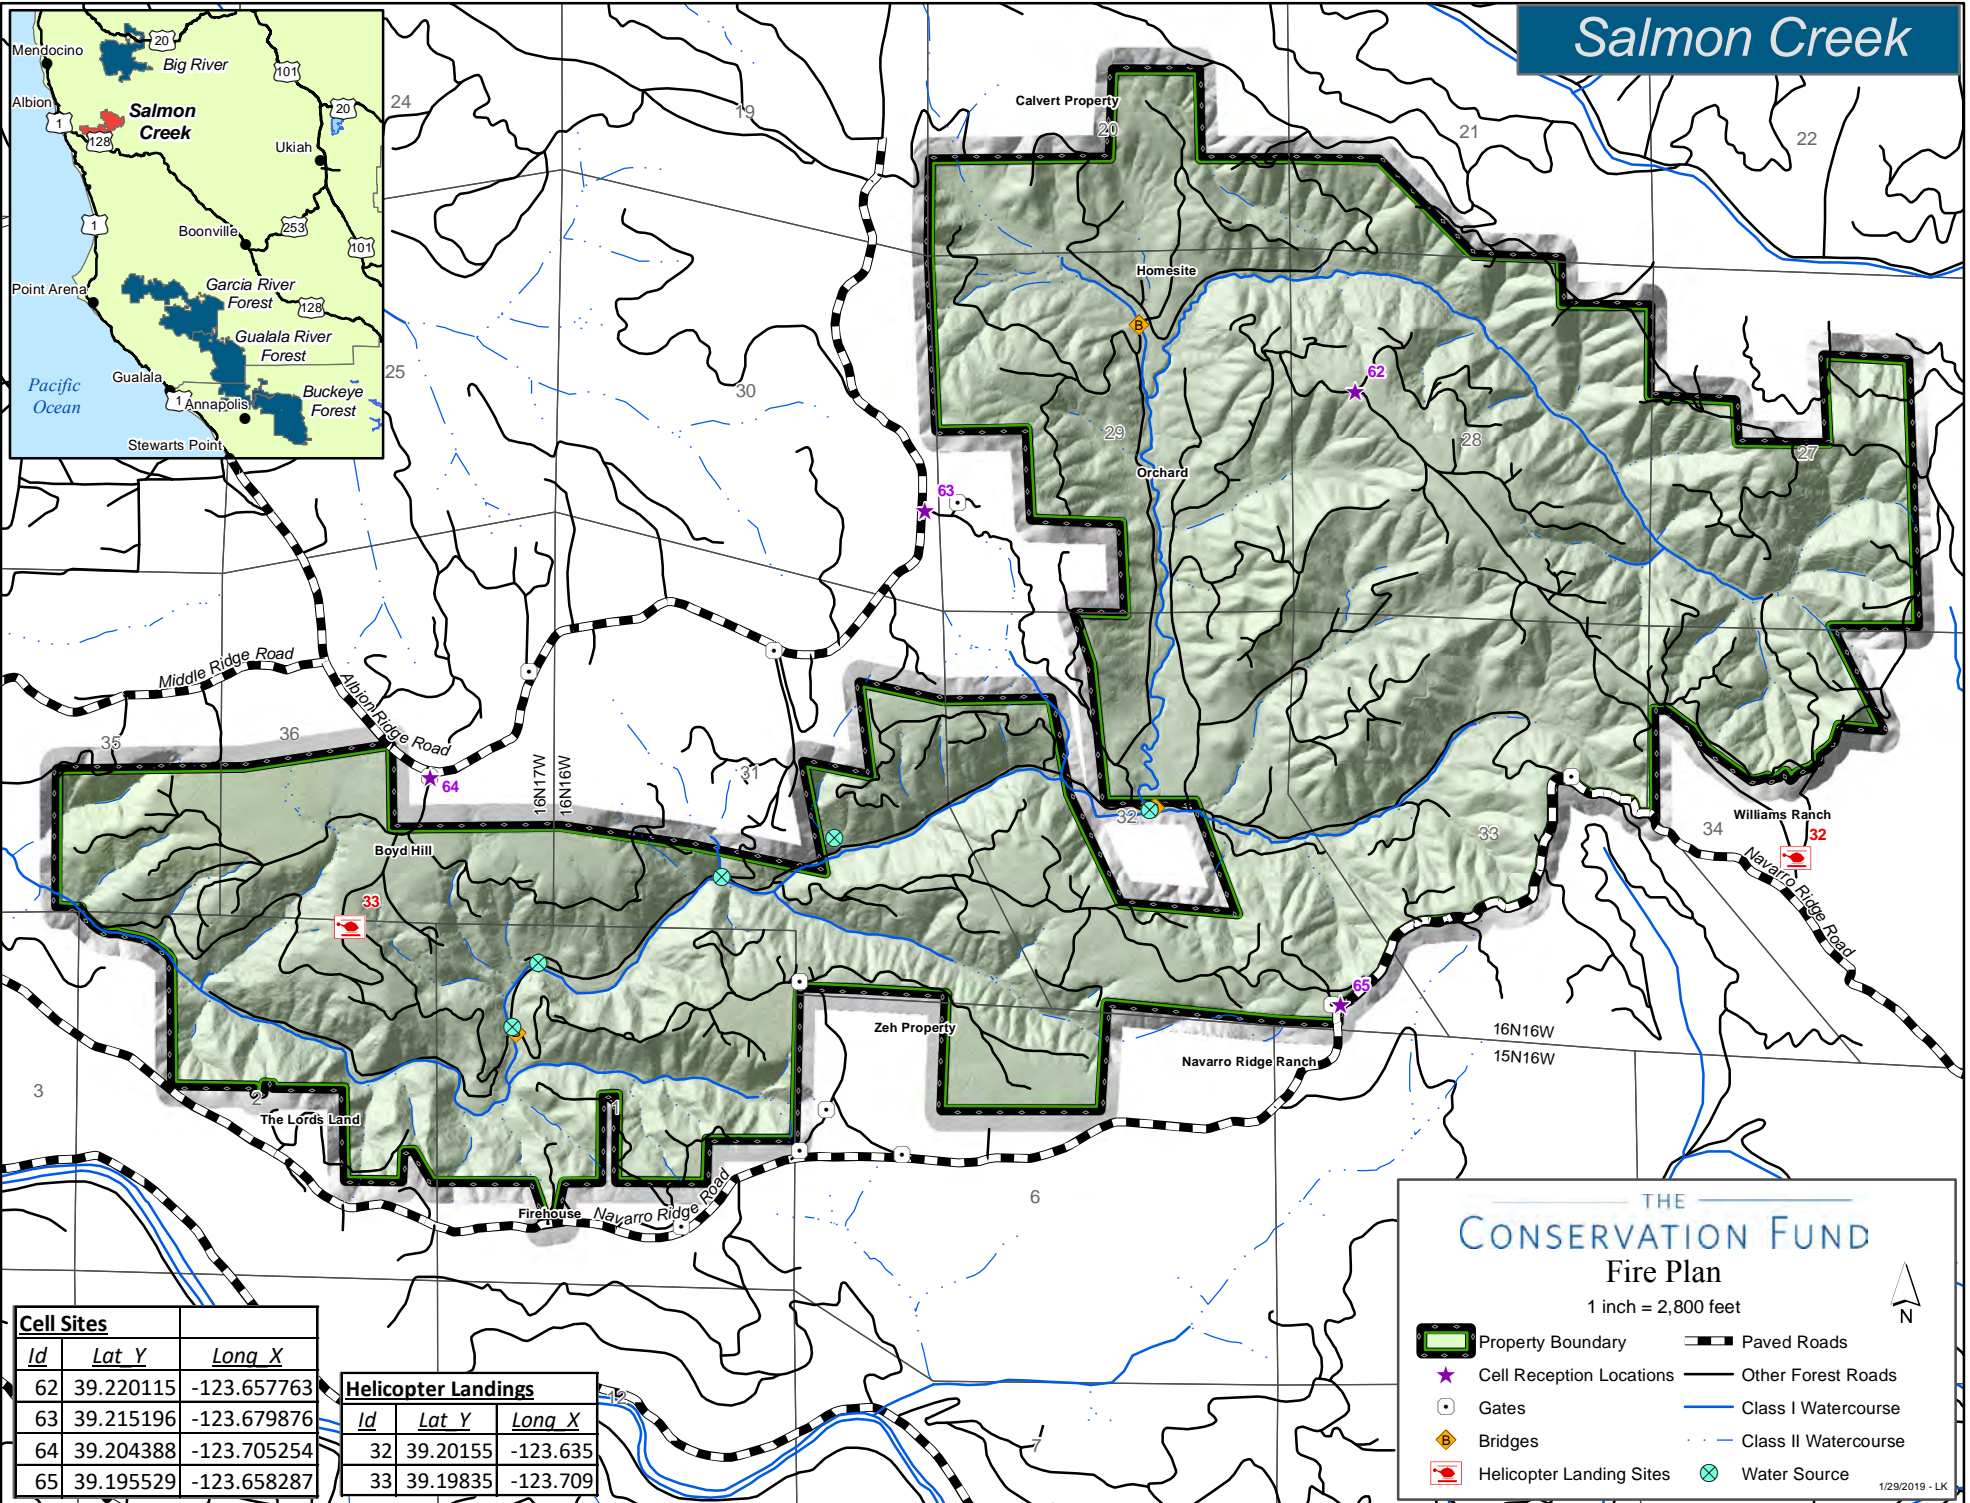 Salmon Creek
Mendocino
20
Big River
101
Albion
Salmon
Creek
20
1
128
Ukiah
1
Boonville
253
101
Point Arena
Garcia River
Forest
128
Gualala River
Forest
Pacific
Ocean
Gualala
1
Annapolis
Buckeye
Forest
Stewarts Point
24
19
Calvert Property
20
21
22
Homesite
B
25
30
62
29
28
27
Orchard
63
Middle Ridge Road
Albion Ridge Road
35
36
64
16N17W
16N16W
31
32
33
34
Williams Ranch
32
Navarro Ridge Road
Boyd Hill
33
65
Zeh Property
Navarro Ridge Ranch
16N16W
15N16W
3
2
The Lords Land
1
Firehouse
Navarro Ridge Road
6
12
7
Cell Sites
Id Lat_Y Long_X
62 39.220115 -123.657763
63 39.215196 -123.679876
64 39.204388 -123.705254
65 39.195529 -123.658287
Helicopter Landings
Id Lat_Y Long_X
32 39.20155 -123.635
33 39.19835 -123.709
THE
CONSERVATION FUND
Fire Plan
1 inch = 2,800 feet
N
Property Boundary
Paved Roads
Cell Reception Locations
Other Forest Roads
Gates
Class I Watercourse
B
Bridges
Class II Watercourse
Helicopter Landing Sites
Water Source
1/29/2019 - LK